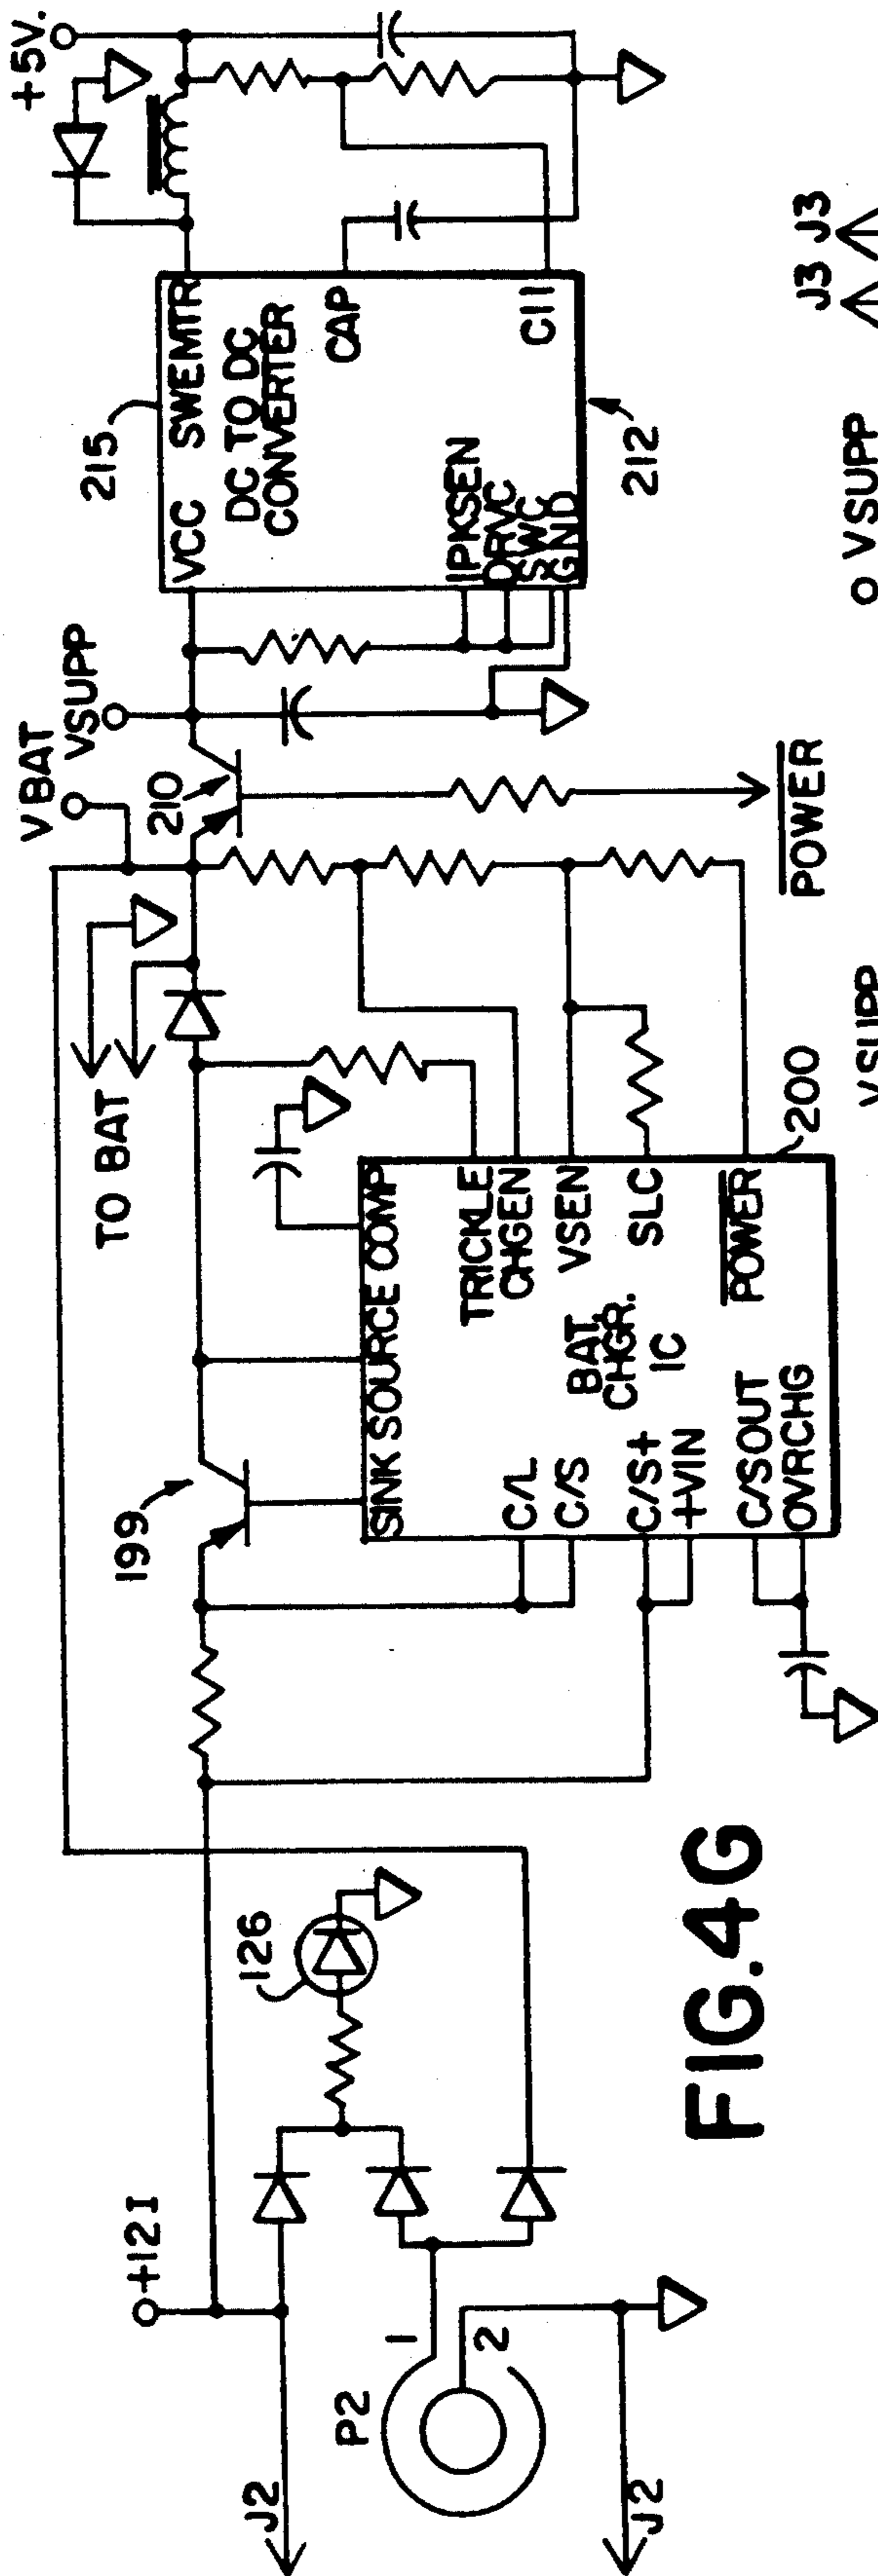 J2
+12I
P2
1
2
J2
126
FIG.4G
199
SINK SOURCE COMP
C/L
C/S
C/S+
+VIN
C/SOUT
OVRCHG
BAT.
CHGR.
IC
TRICKLE
CHGEN
VSEN
SLC
POWER
200
TO BAT
V BAT
VSUPP
210
POWER
215
VCC SWEMTR
DC TO DC
CONVERTER
CAP
IPKSEN
DRVC
SWC
GND
CII
212
+5V.
VSUPP
VSUPP
J3 J3